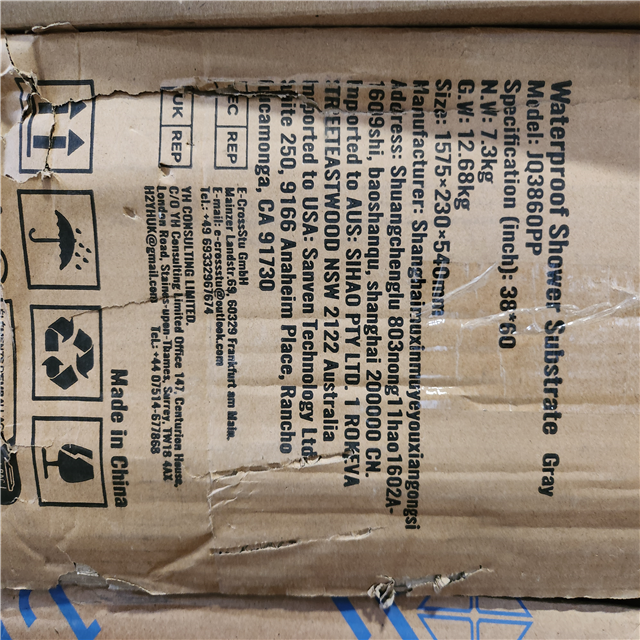 Waterproof Shower Substrate Gray
Model: JQ3860PP
Specification (inch): 38*60
N.W: 7.3kg
G.W: 12.68kg
Size: 1575×230×540mm
Manufacturer: Shanghaimuxinmuyeyouxiangongsi
Address: Shuangchenglu 803nong11hao1602A-
1609shi, baoshanqu, shanghai 200000 CN.
Imported to AUS: SIHAO PTY LTD. 1 ROKEVA
STREETEASTWOOD NSW 2122 Australia
Imported to USA: Sanven Technology Ltd.
Suite 250, 9166 Anaheim Place, Rancho
Cucamonga, CA 91730
EC REP
E-CrossStu GmbH
Mainzer Landstr.69, 60329 Frankfurt am Main.
E-mail: e-crossstu@outlook.com
Tel: +49 69332967674
UK REP
YH CONSULTING LIMITED.
C/O YH Consulting Limited Office 147, Centurion House,
London Road, Staines-upon-Thames, Surrey, TW18 4AX
H2YHUK@gmail.com Tel: +44 07514-677868
Made in China